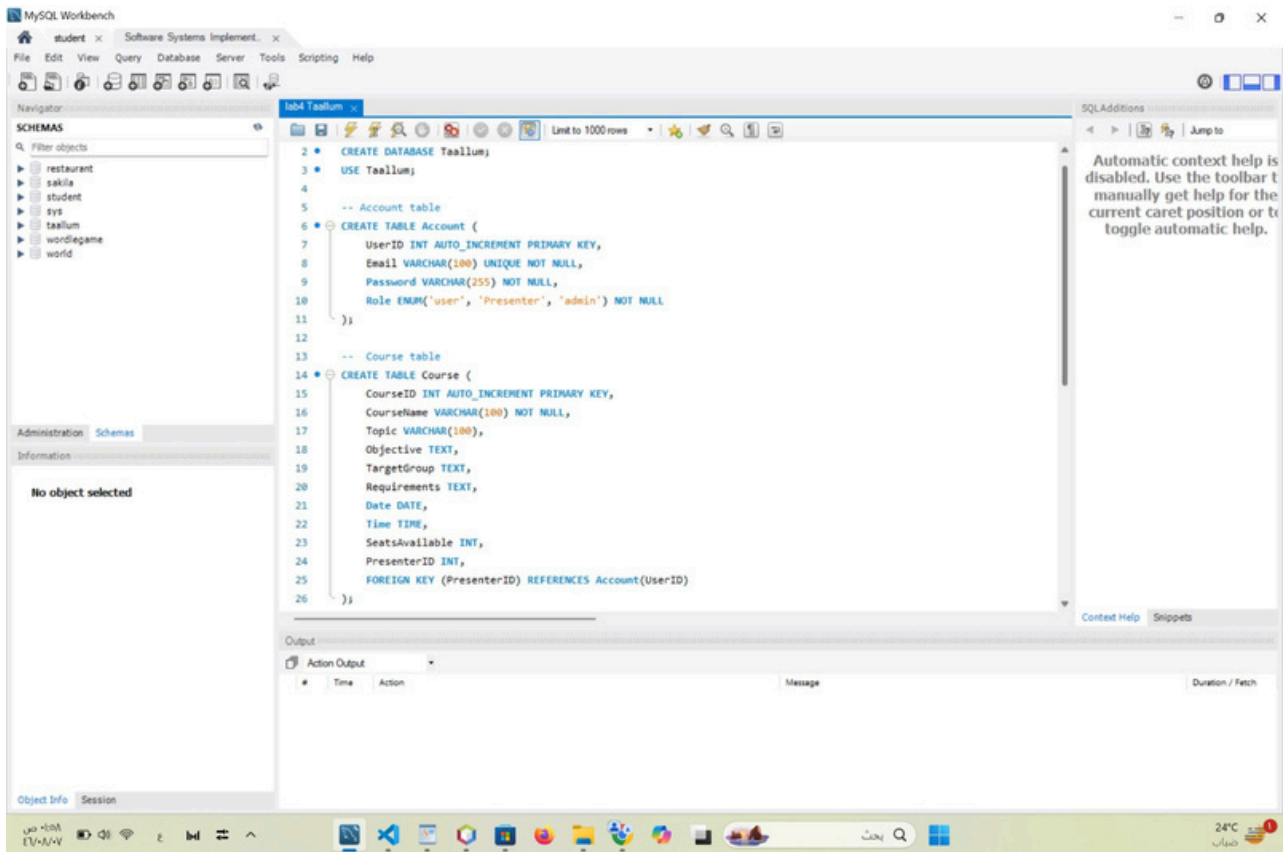 MySQL Workbench
student
Software Systems Implement..
File Edit View Query Database Server Tools Scripting Help
Navigator
SCHEMAS
Filter objects
restaurant
sakila
student
sys
taallum
wordlegame
world
Administration Schemas
Information
No object selected
Object Info Session
lab4 Taallum
Limit to 1000 rows
2 CREATE DATABASE Taallum;
3 USE Taallum;
4
5 -- Account table
6 CREATE TABLE Account (
7 UserID INT AUTO_INCREMENT PRIMARY KEY,
8 Email VARCHAR(100) UNIQUE NOT NULL,
9 Password VARCHAR(255) NOT NULL,
10 Role ENUM('user', 'Presenter', 'admin') NOT NULL
11 );
12
13 -- Course table
14 CREATE TABLE Course (
15 CourseID INT AUTO_INCREMENT PRIMARY KEY,
16 CourseName VARCHAR(100) NOT NULL,
17 Topic VARCHAR(100),
18 Objective TEXT,
19 TargetGroup TEXT,
20 Requirements TEXT,
21 Date DATE,
22 Time TIME,
23 SeatsAvailable INT,
24 PresenterID INT,
25 FOREIGN KEY (PresenterID) REFERENCES Account(UserID)
26 );
SQLAdditions
Jump to
Automatic context help is
disabled. Use the toolbar t
manually get help for the
current caret position or t
toggle automatic help.
Context Help Snippets
Output
Action Output
# Time Action Message Duration / Fetch
ع
بحث
24°C
ضباب
1